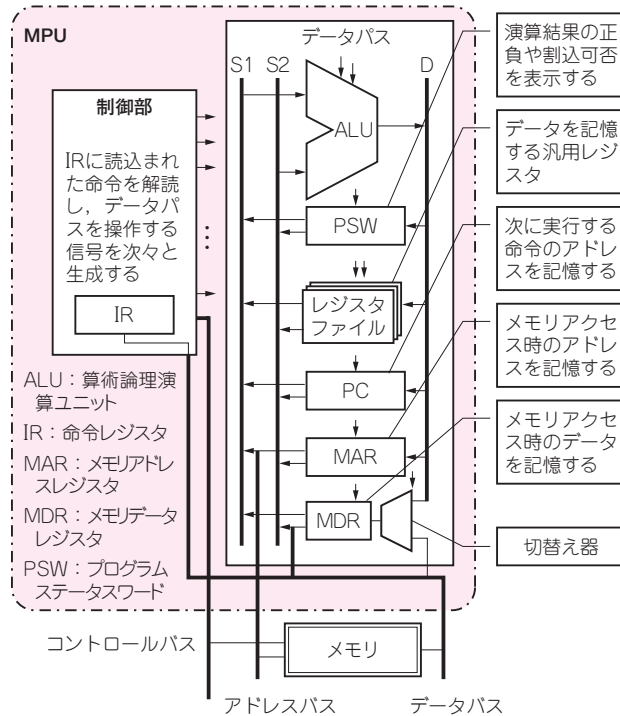 MPU
データパス
S1
S2
D
制御部
IRに読込まれ
た命令を解読
し，データパ
スを操作する
信号を次々と
生成する
IR
ALU
PSW
レジスタ
ファイル
PC
MAR
MDR
ALU：算術論理演
算ユニット
IR：命令レジスタ
MAR：メモリアドレ
スレジスタ
MDR：メモリデータ
レジスタ
PSW：プログラム
ステータスワード
演算結果の正
負や割込可否
を表示する
データを記憶
する汎用レジ
スタ
次に実行する
命令のアドレ
スを記憶する
メモリアクセ
ス時のアドレ
スを記憶する
メモリアクセ
ス時のデータ
を記憶する
切替え器
コントロールバス
メモリ
アドレスバス
データバス